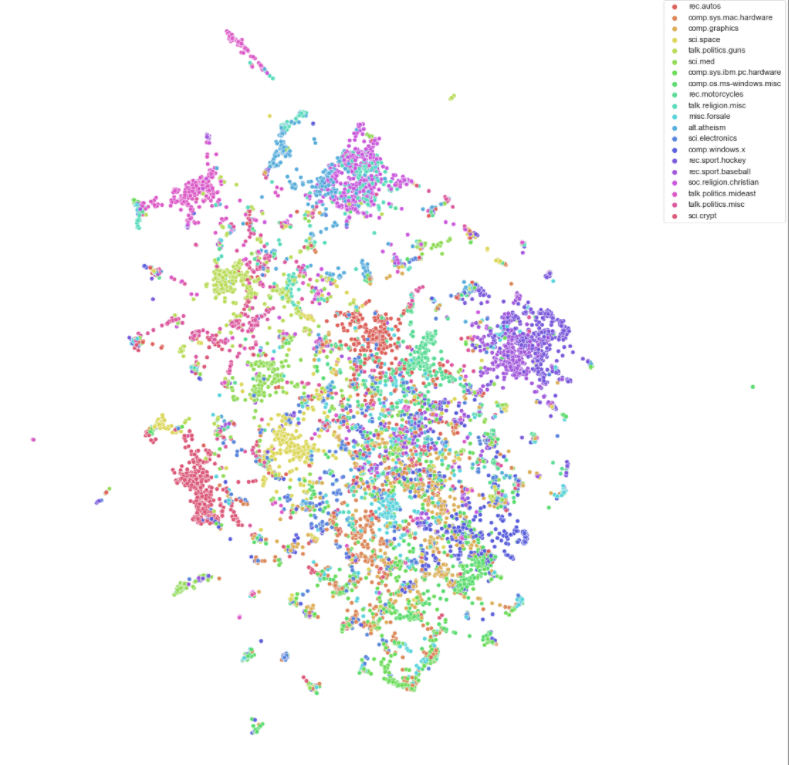 rec.autos
comp.sys.mac.hardware
comp.graphics
sci.space
talk.politics.guns
sci.med
comp.sys.ibm.pc.hardware
comp.os.ms-windows.misc
rec.motorcycles
talk.religion.misc
misc.forsale
alt.atheism
sci.electronics
comp.windows.x
rec.sport.hockey
rec.sport.baseball
soc.religion.christian
talk.politics.mideast
talk.politics.misc
sci.crypt